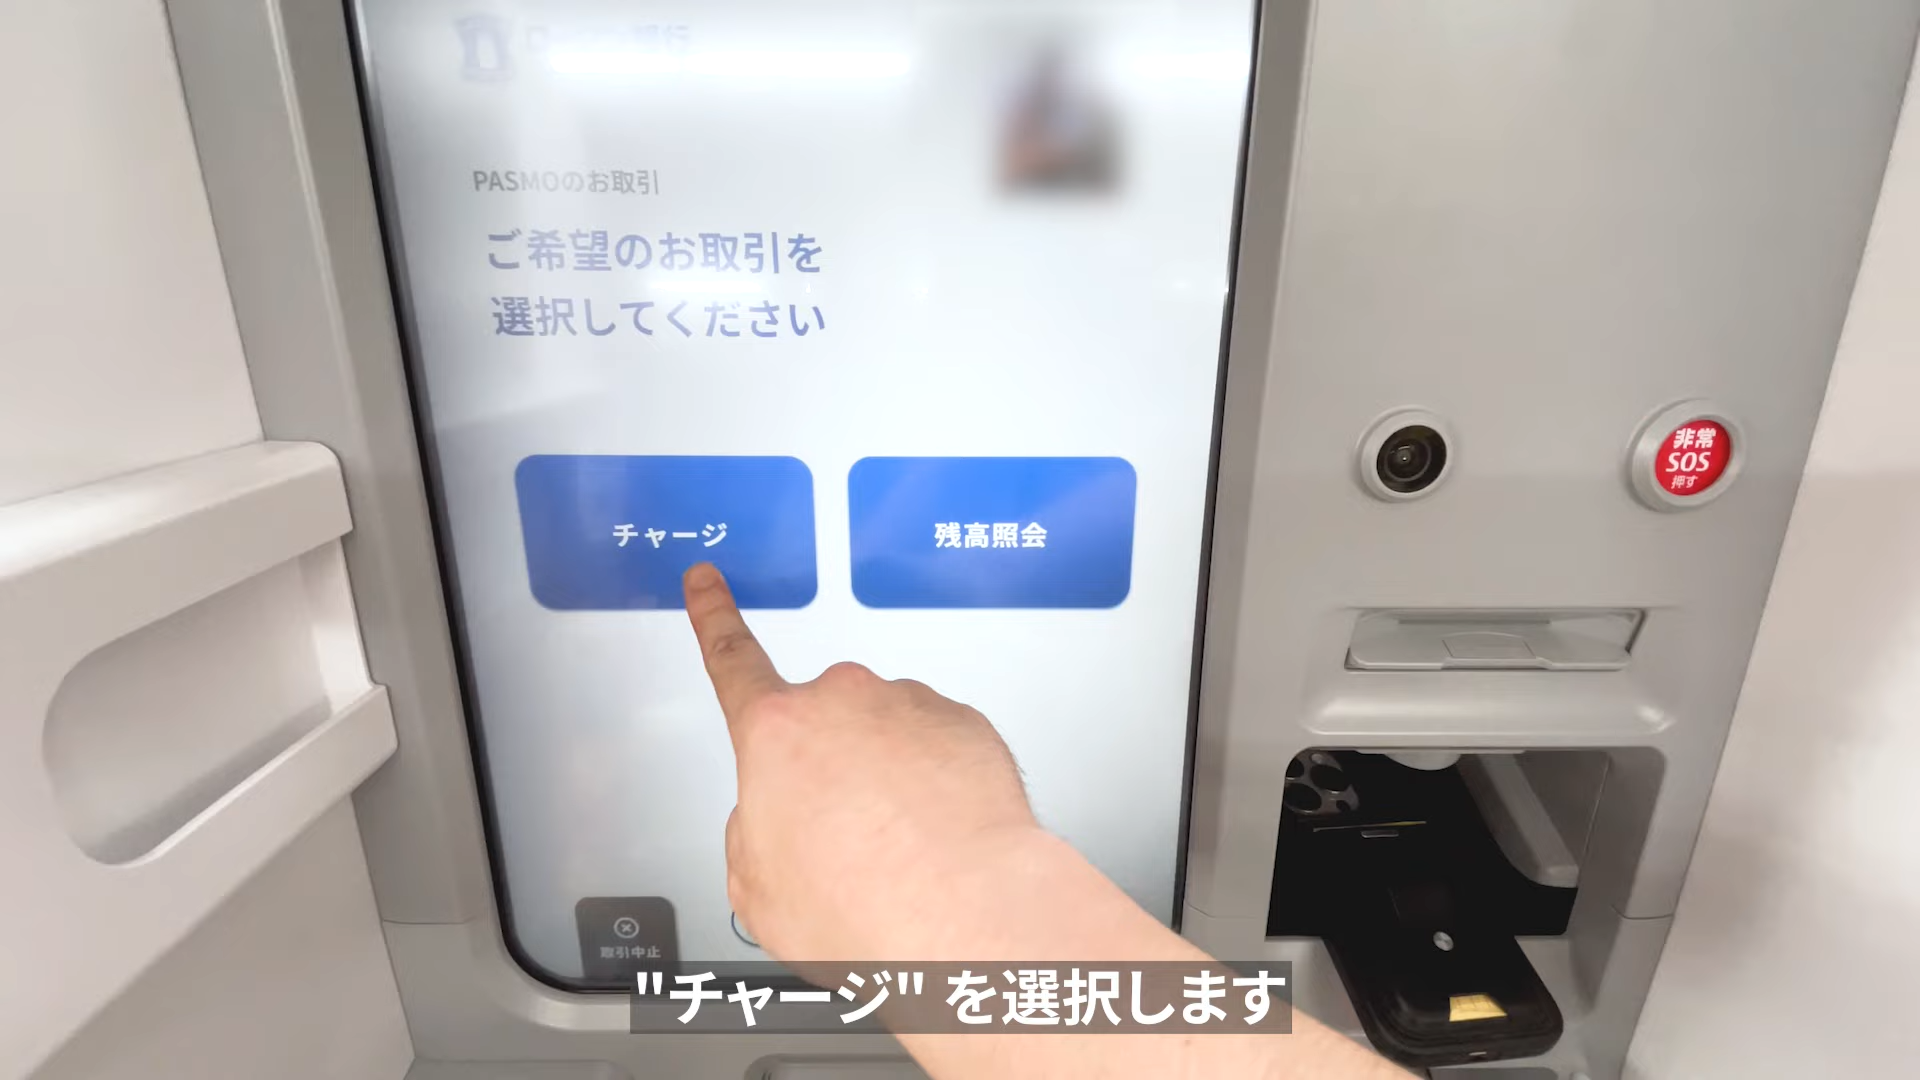 PASMOのお取引
ご希望のお取引を
選択してください
チャージ
残高照会
非常
SOS
押す
取引中止
"チャージ" を選択します